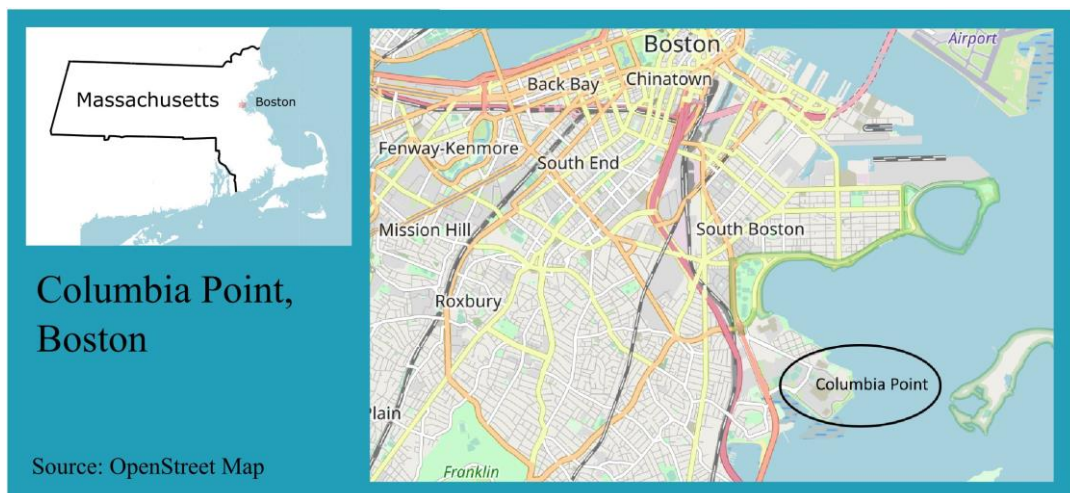 Massachusetts
Boston
Columbia Point,
Boston
Source: OpenStreet Map
Boston
Airport
Back Bay
Chinatown
Fenway-Kenmore
South End
Mission Hill
South Boston
Roxbury
Columbia Point
Plain
Franklin